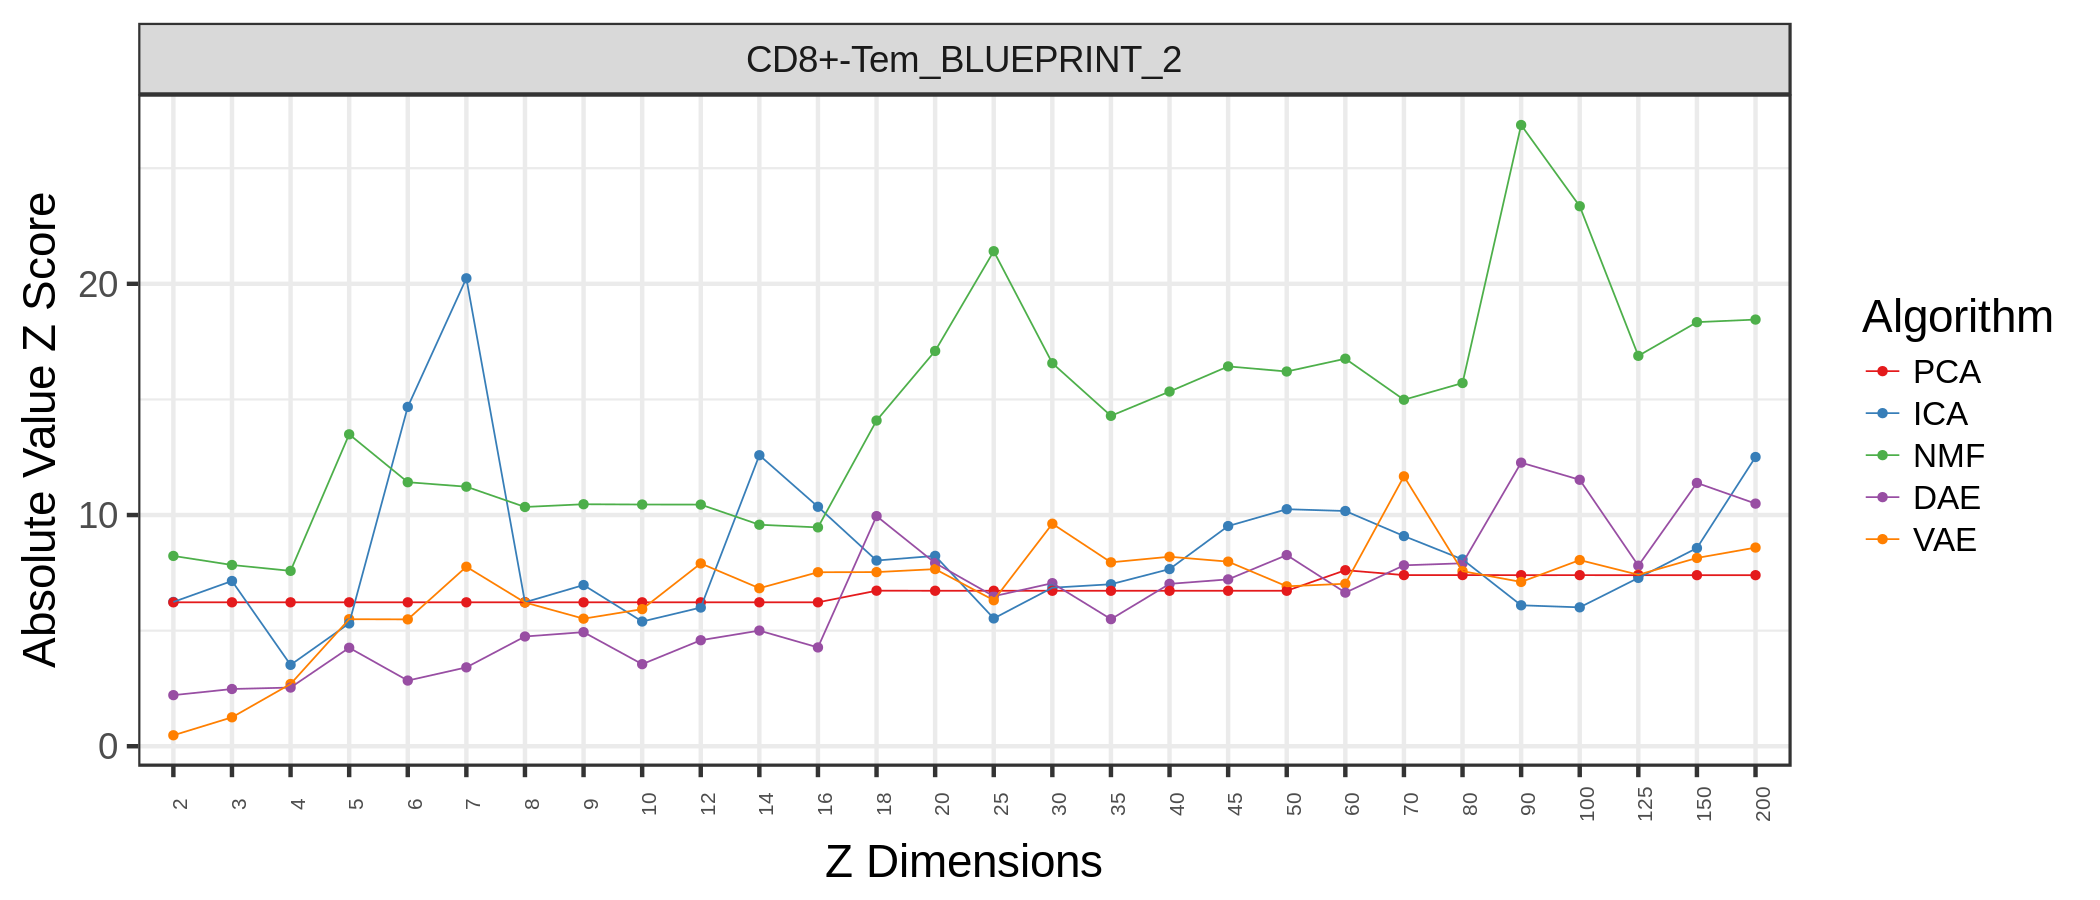 CD8+-Tem_BLUEPRINT_2
Absolute Value Z Score
20
10
0
2 3 4 5 6 7 8 9 10 12 14 16 18 20 25 30 35 40 45 50 60 70 80 90 100 125 150 200
Z Dimensions
Algorithm
PCA
ICA
NMF
DAE
VAE